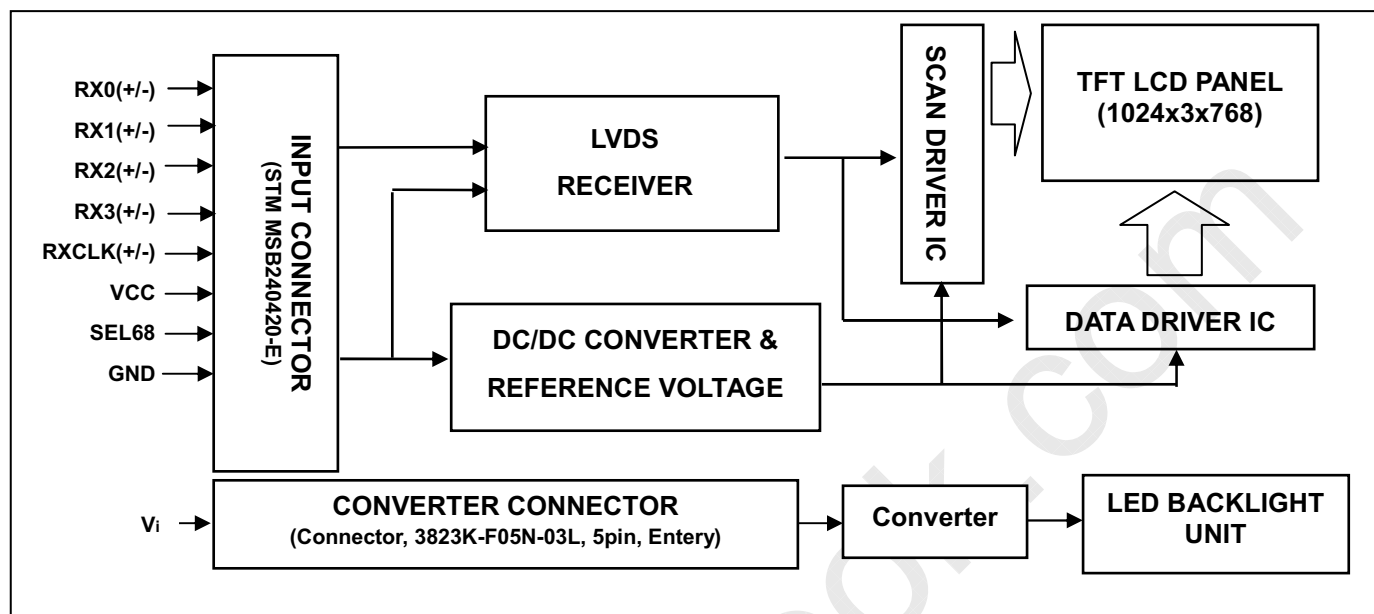 RX0(+/-)
RX1(+/-)
RX2(+/-)
RX3(+/-)
RXCLK(+/-)
VCC
SEL68
GND
INPUT CONNECTOR
(STM MSB240420-E)
LVDS
RECEIVER
DC/DC CONVERTER &
REFERENCE VOLTAGE
SCAN DRIVER IC
TFT LCD PANEL
(1024x3x768)
DATA DRIVER IC
Vi
CONVERTER CONNECTOR
(Connector, 3823K-F05N-03L, 5pin, Entery)
Converter
LED BACKLIGHT
UNIT
ok.com